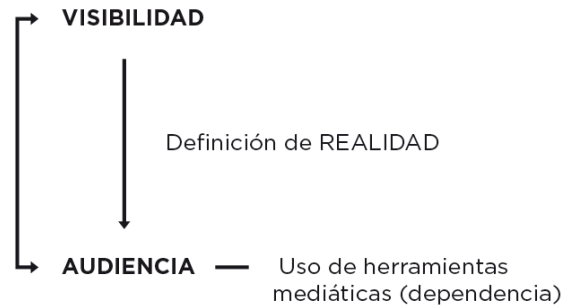 VISIBILIDAD
Definición de REALIDAD
AUDIENCIA — Uso de herramientas
mediáticas (dependencia)